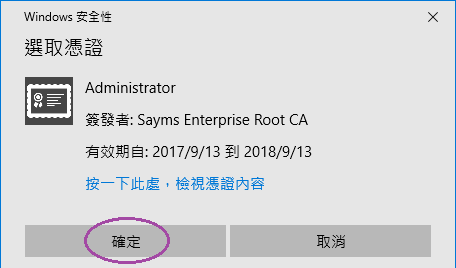 Windows 安全性
選取憑證
Administrator
簽發者: Sayms Enterprise Root CA
有效期自: 2017/9/13 到 2018/9/13
按一下此處，檢視憑證內容
確定
取消